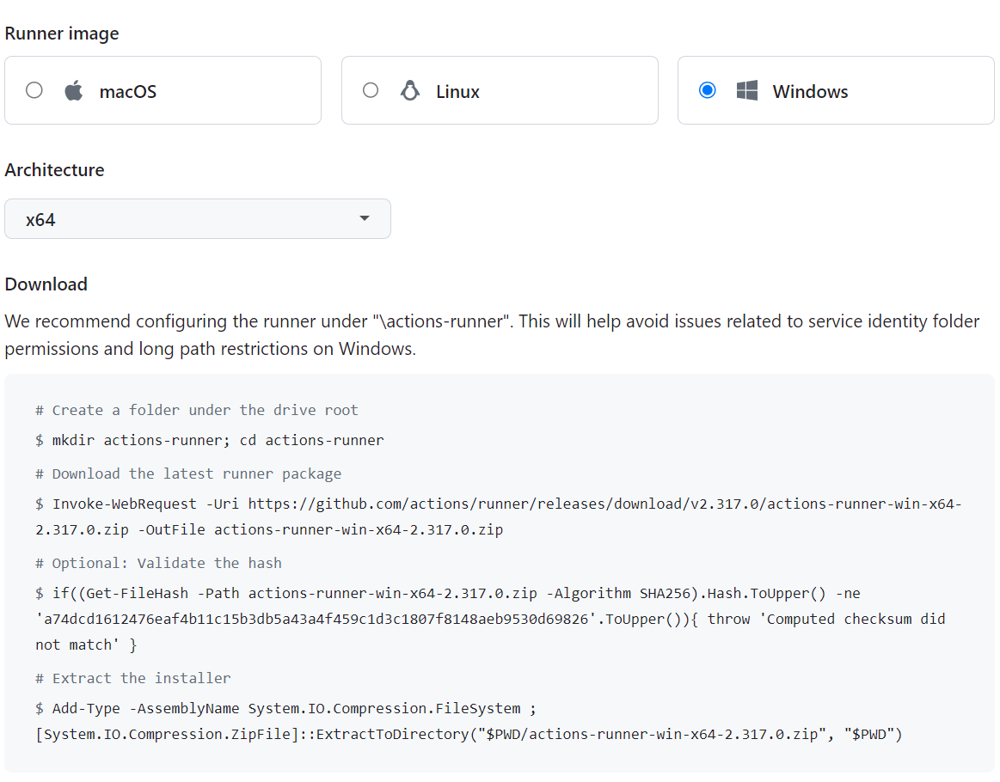 Runner image
macOS
Linux
Windows
Architecture
x64
Download
We recommend configuring the runner under "\actions-runner". This will help avoid issues related to service identity folder
permissions and long path restrictions on Windows.
# Create a folder under the drive root
$ mkdir actions-runner; cd actions-runner
# Download the latest runner package
$ Invoke-WebRequest -Uri https://github.com/actions/runner/releases/download/v2.317.0/actions-runner-win-x64-
2.317.0.zip -OutFile actions-runner-win-x64-2.317.0.zip
# Optional: Validate the hash
$ if((Get-FileHash -Path actions-runner-win-x64-2.317.0.zip -Algorithm SHA256).Hash.ToUpper() -ne
'a74dcd1612476eaf4b11c15b3db5a43a4f459c1d3c1807f8148aeb9530d69826'.ToUpper()){ throw 'Computed checksum did
not match' }
# Extract the installer
$ Add-Type -AssemblyName System.IO.Compression.FileSystem ;
[System.IO.Compression.ZipFile]::ExtractToDirectory("$PWD/actions-runner-win-x64-2.317.0.zip", "$PWD")